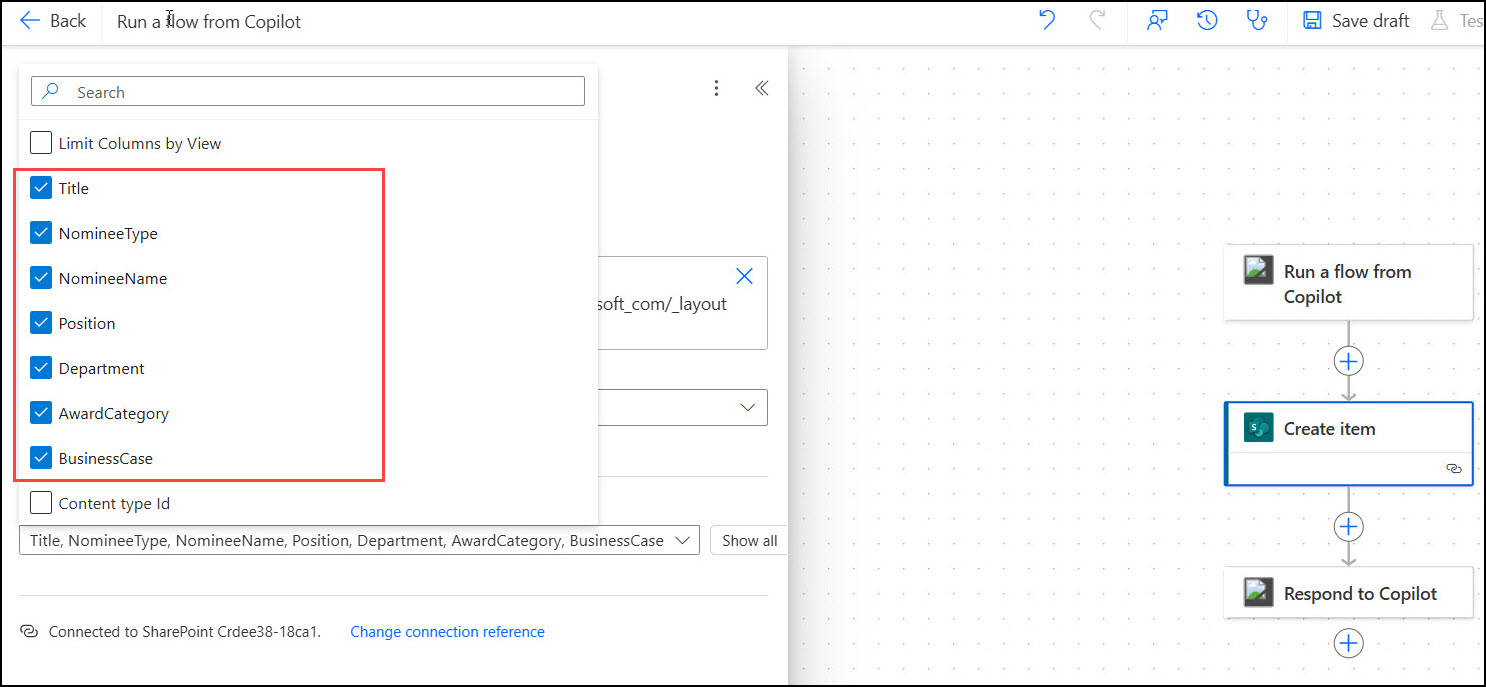 Back
Run a flow from Copilot
Save draft
Tes
Search
Limit Columns by View
Title
NomineeType
NomineeName
Position
Department
AwardCategory
BusinessCase
Content type Id
soft_com/_layout
Title, NomineeType, NomineeName, Position, Department, AwardCategory, BusinessCase
Show all
Connected to SharePoint Crdee38-18ca1.
Change connection reference
Run a flow from
Copilot
Create item
Respond to Copilot